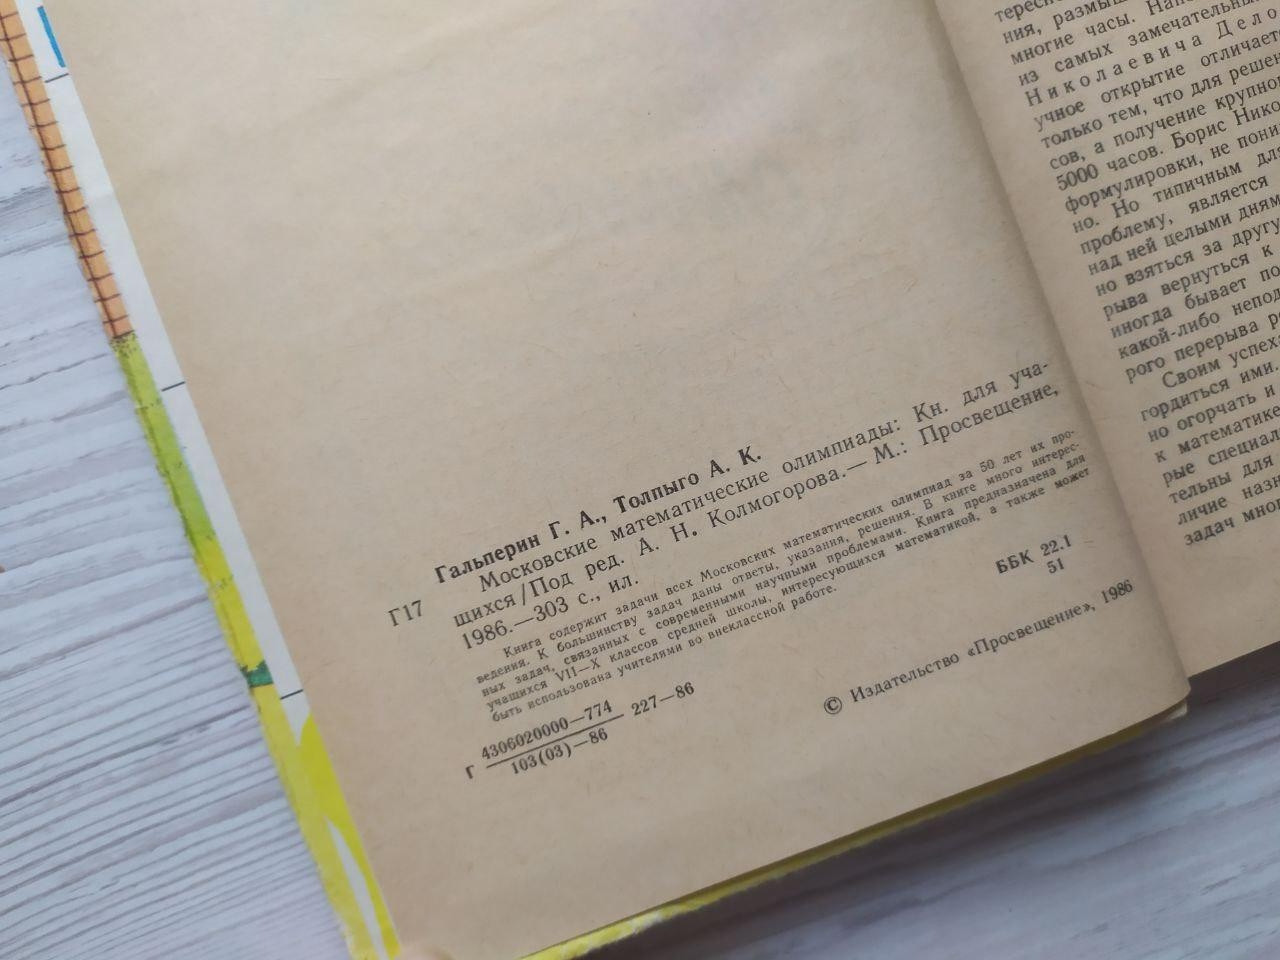 Гальперин Г. А., Толпыго А. К.
Г17 Московские математические олимпиады: Кн. для уча-
щихся/Под ред. А. Н. Колмогорова.— М.: Просвещение,
1986.—303 с., ил.
Книга содержит задачи всех Московских математических олимпиад за 50 лет их про-
ведения. К большинству задач даны ответы, указания, решения. В книге много интерес-
ных задач, связанных с современными научными проблемами. Книга предназначена для
учащихся VII—X классов средней школы, интересующихся математикой, а также может
быть использована учителями во внеклассной работе.
Г 4306020000—774 227—86
103(03)—86
ББК 22.1
51
© Издательство «Просвещение», 1986
ния,
многие часы.
из самых
Николаевича
учное открытие отличает
только тем, что для решен
сов, а получение крупно
5000 часов. Борис Нико
формулировки, не пони
но. Но типичным дл
проблему, является
над ней целыми дням
но взяться за другу
рыва вернуться к
иногда бывает по
какой-либо непод
рого перерыва р
Своим успех
гордиться ими.
но огорчать и
к математике
рые специал
тельны для
личие назн
задач мног